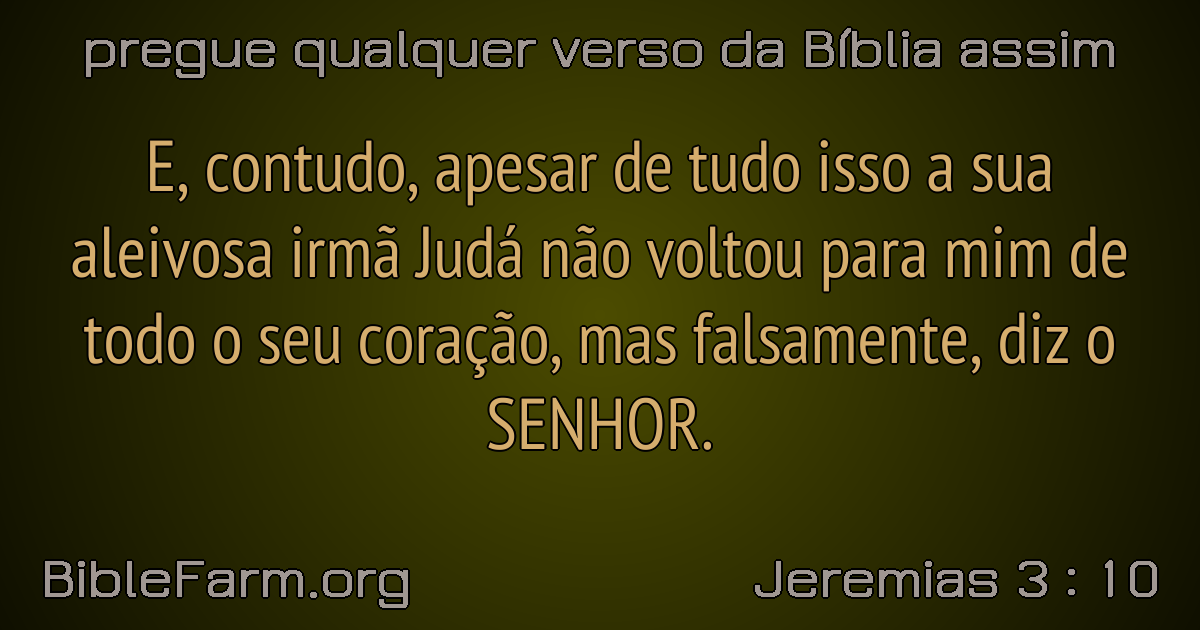 pregue qualquer verso da Bíblia assim
E, contudo, apesar de tudo isso a sua
aleivosa irmã Judá não voltou para mim de
todo o seu coração, mas falsamente, diz o
SENHOR.
BibleFarm.org
Jeremias 3 : 10